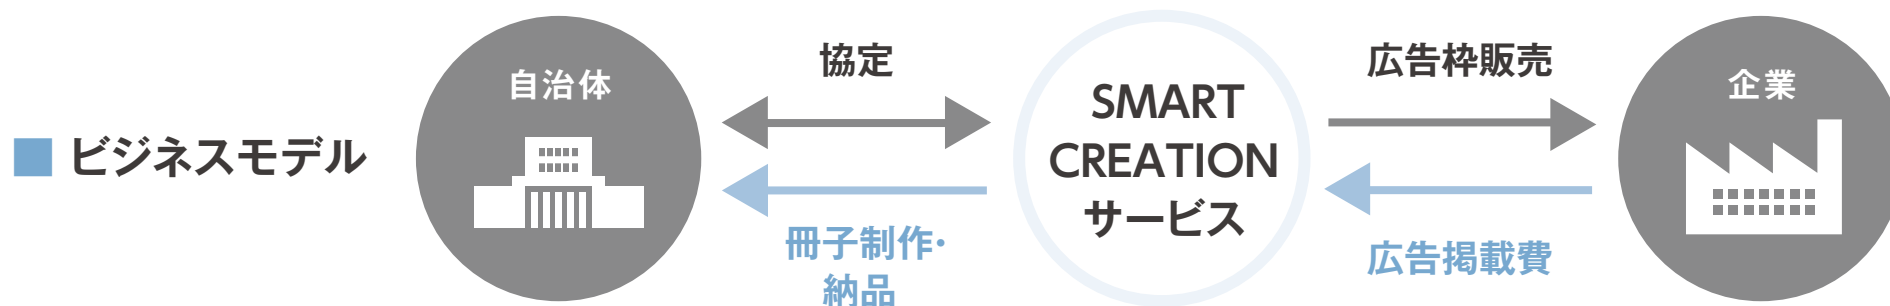 ビジネスモデル
自治体
協定
冊子制作・
納品
SMART
CREATION
サービス
広告枠販売
広告掲載費
企業